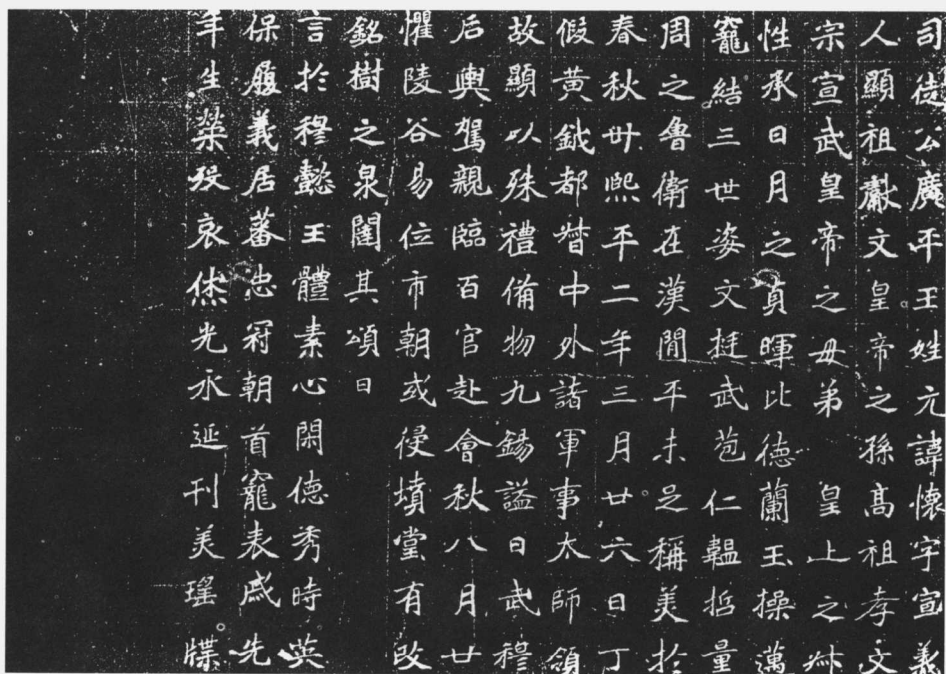 司徒公廣平王姓元諱懷字宣義
人顯祖獻文皇帝之孫高祖孝文
宗宣武皇帝之母弟皇上之叔
性承日月之貞暉比德蘭玉操邁
寵結三世姿文挺武苞仁韞哲量
周之魯衛在漢間平未足稱美於
春秋卅熙平二年三月廿六日丁
假黃鉞都督中外諸軍事太師領
故顯以殊禮備物九錫謚曰武穆
后輿駕親臨百官赴會秋八月廿
懼陵谷易位市朝或侵墳堂有改
銘樹之泉闥其頌曰
言於穆懿王體素心閑德秀時英
保履義居蕃忠冠朝首寵表戚先
年生榮歿哀休光永延刊美瑤牒